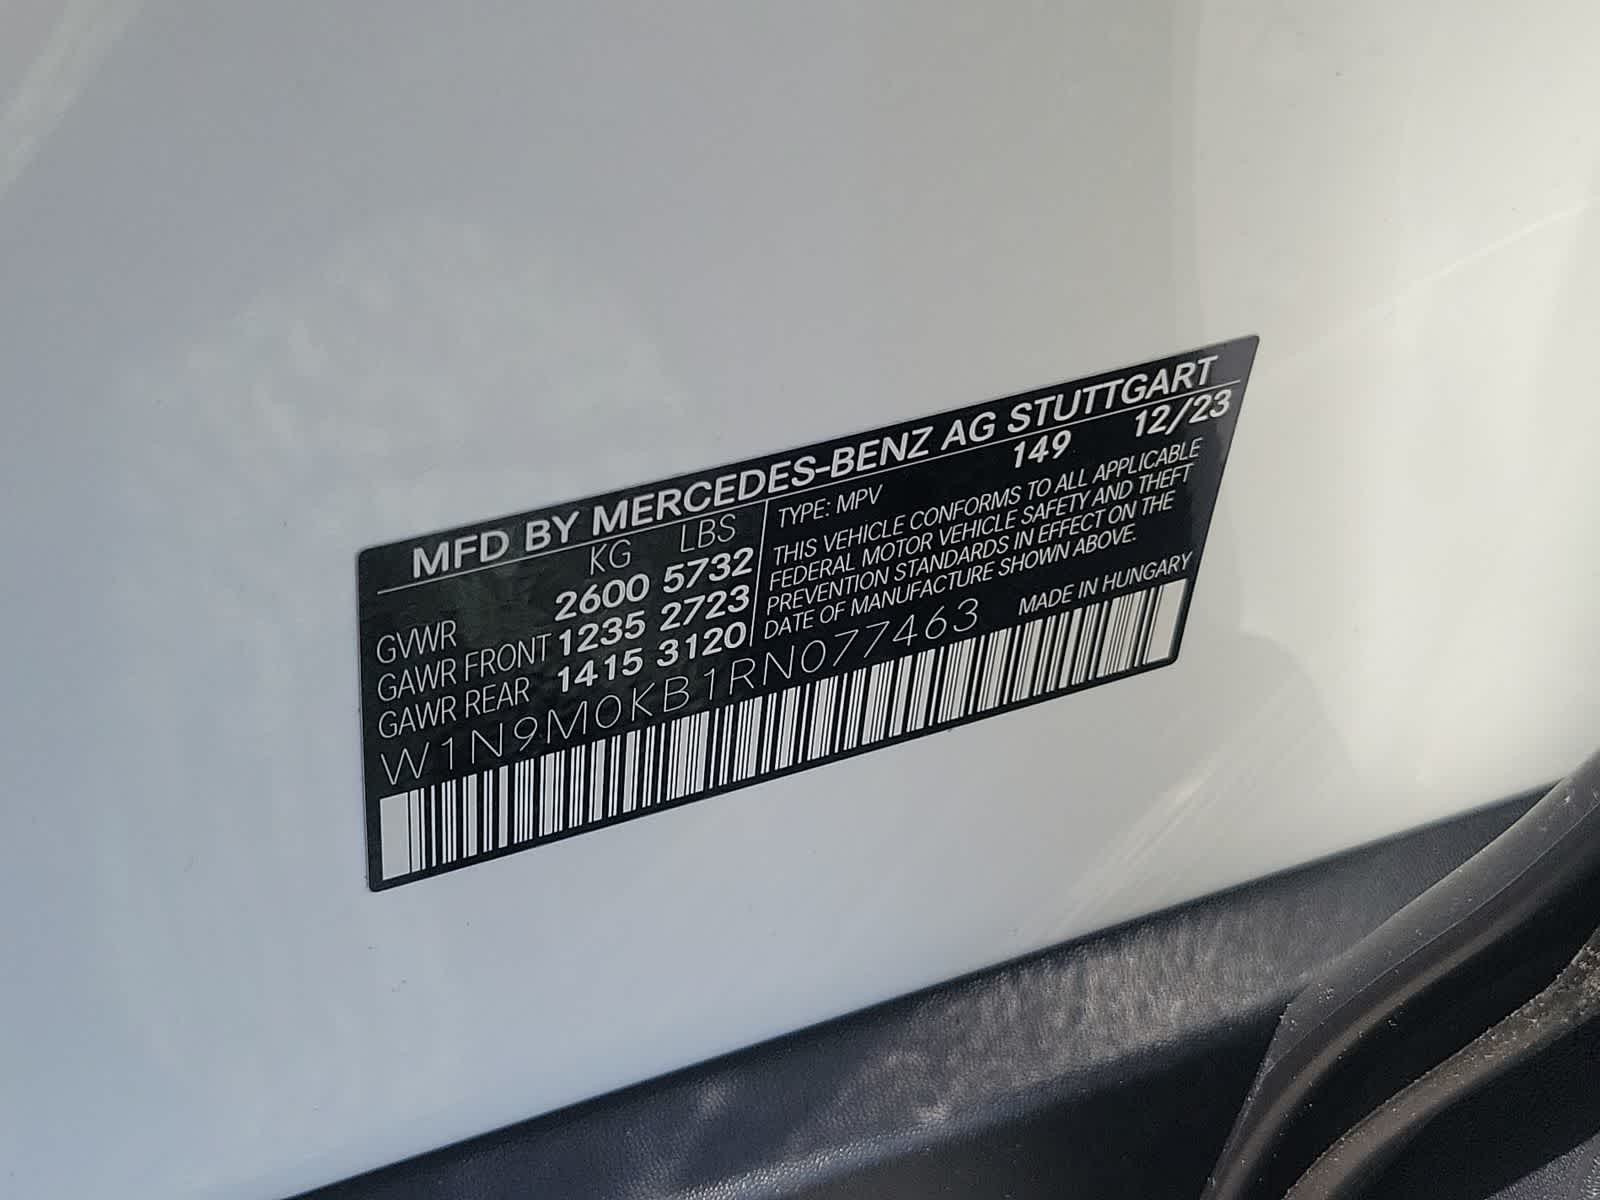 MFD BY MERCEDES-BENZ AG STUTTGART
KG LBS
GVWR 2600 5732
GAWR FRONT 1235 2723
GAWR REAR 1415 3120
149 12/23
TYPE: MPV
THIS VEHICLE CONFORMS TO ALL APPLICABLE
FEDERAL MOTOR VEHICLE SAFETY AND THEFT
PREVENTION STANDARDS IN EFFECT ON THE
DATE OF MANUFACTURE SHOWN ABOVE.
W1N9M0KB1RN077463
MADE IN HUNGARY